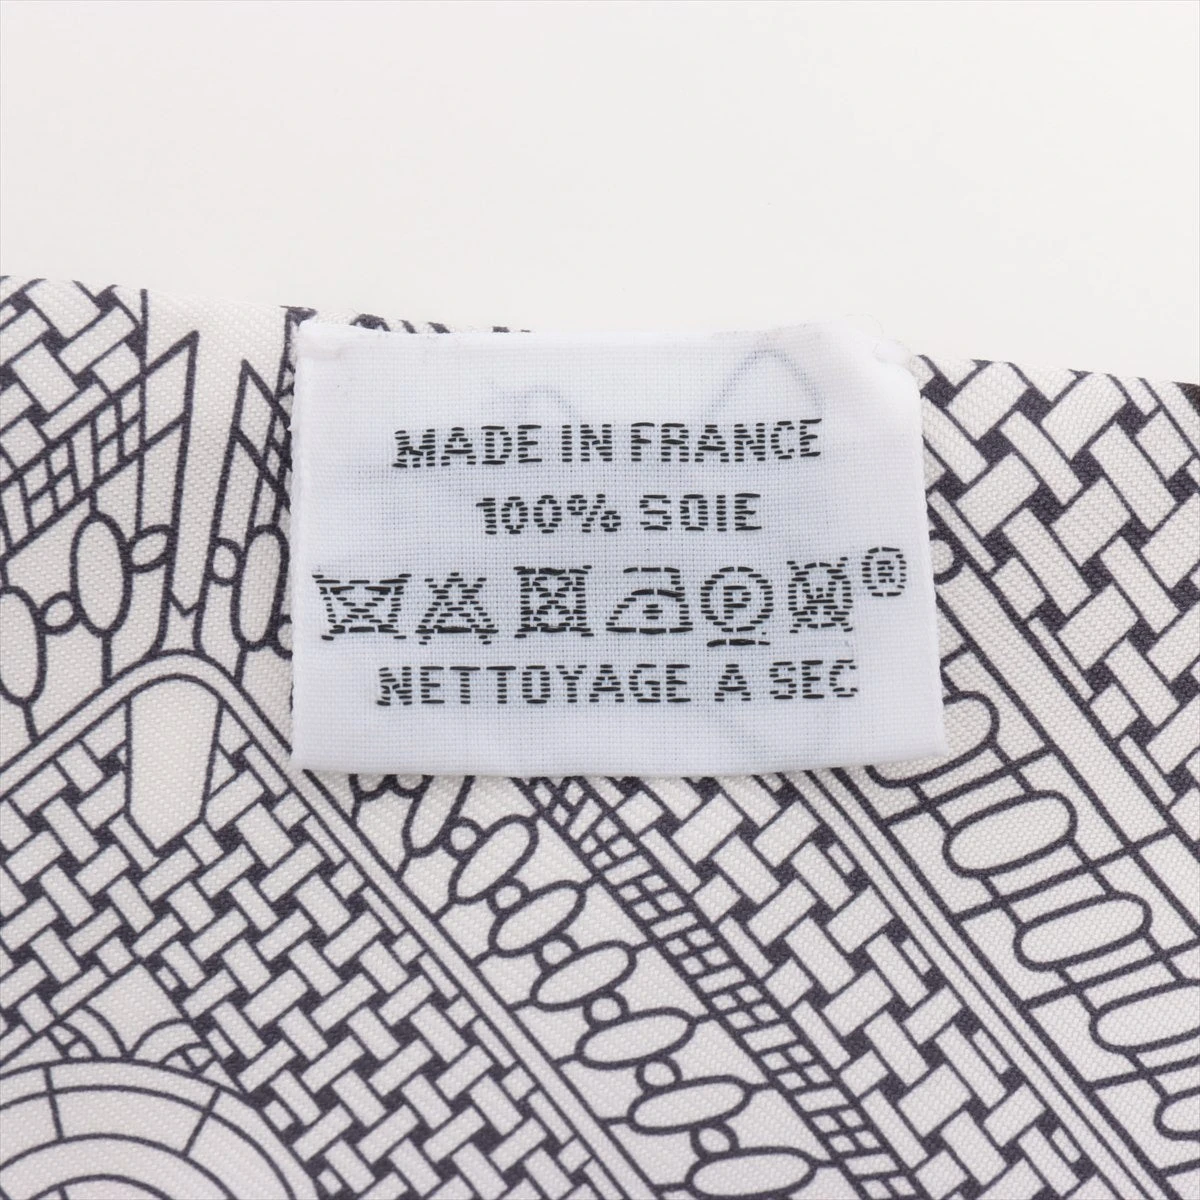 MADE IN FRANCE
100% SOIE
P W ®
NETTOYAGE A SEC